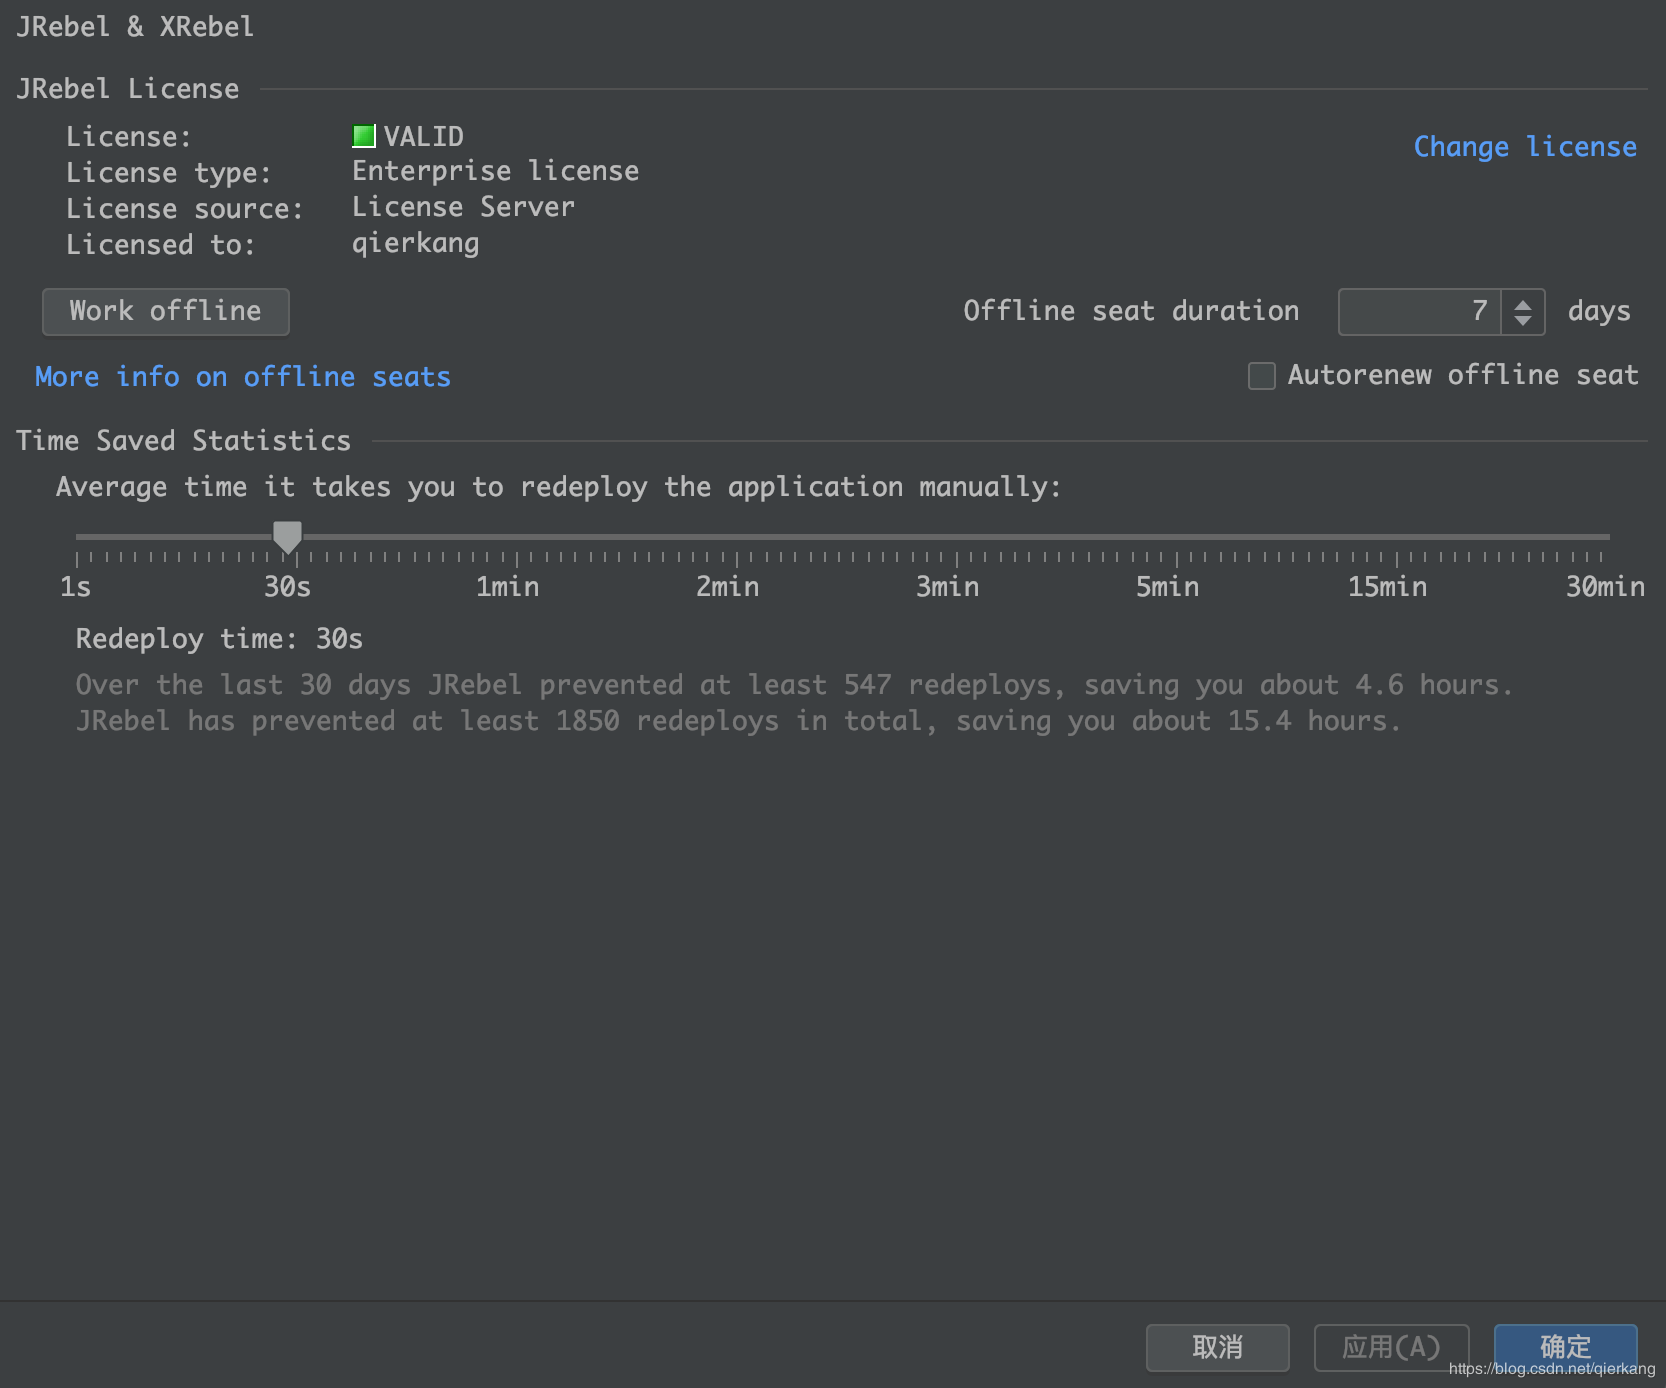 JRebel & XRebel
JRebel License
License: VALID
Change license
License type: Enterprise license
License source: License Server
Licensed to: qierkang
Work offline
Offline seat duration 7 days
More info on offline seats
Autorenew offline seat
Time Saved Statistics
Average time it takes you to redeploy the application manually:
1s 30s 1min 2min 3min 5min 15min 30min
Redeploy time: 30s
Over the last 30 days JRebel prevented at least 547 redeploys, saving you about 4.6 hours.
JRebel has prevented at least 1850 redeploys in total, saving you about 15.4 hours.
取消 应用(A) 确定
https://blog.csdn.net/qierkang